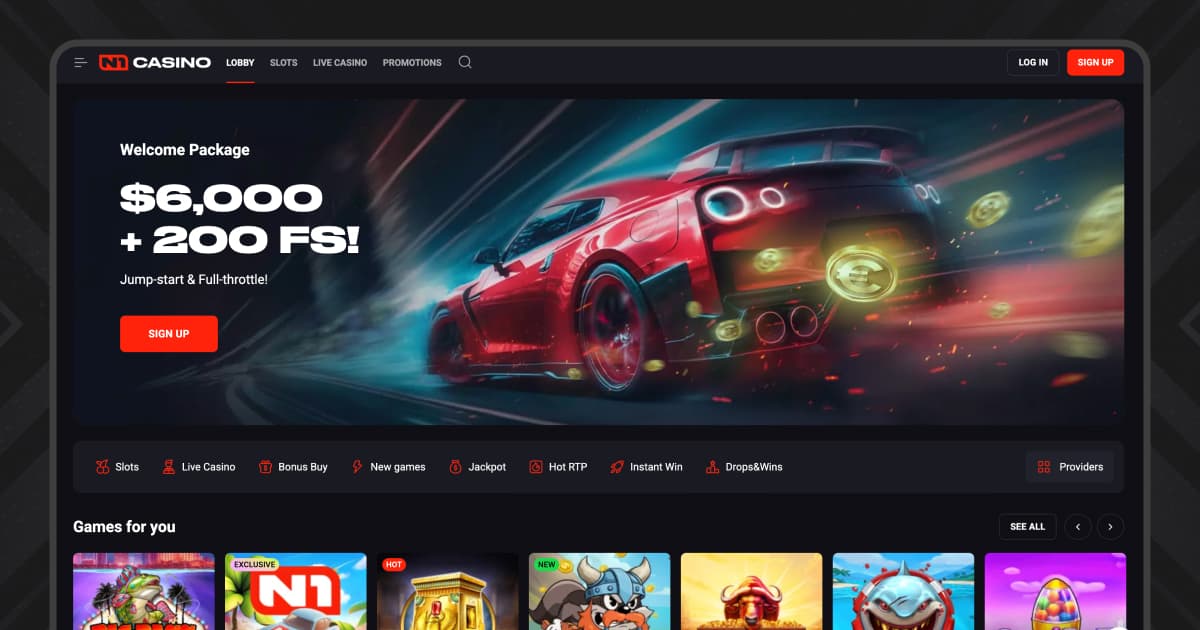 N1 CASINO
LOBBY
SLOTS
LIVE CASINO
PROMOTIONS
LOG IN
SIGN UP
Welcome Package
$6,000
+ 200 FS!
Jump-start & Full-throttle!
SIGN UP
Slots
Live Casino
Bonus Buy
New games
Jackpot
Hot RTP
Instant Win
Drops&Wins
Providers
Games for you
SEE ALL
EXCLUSIVE
N1
HOT
NEW